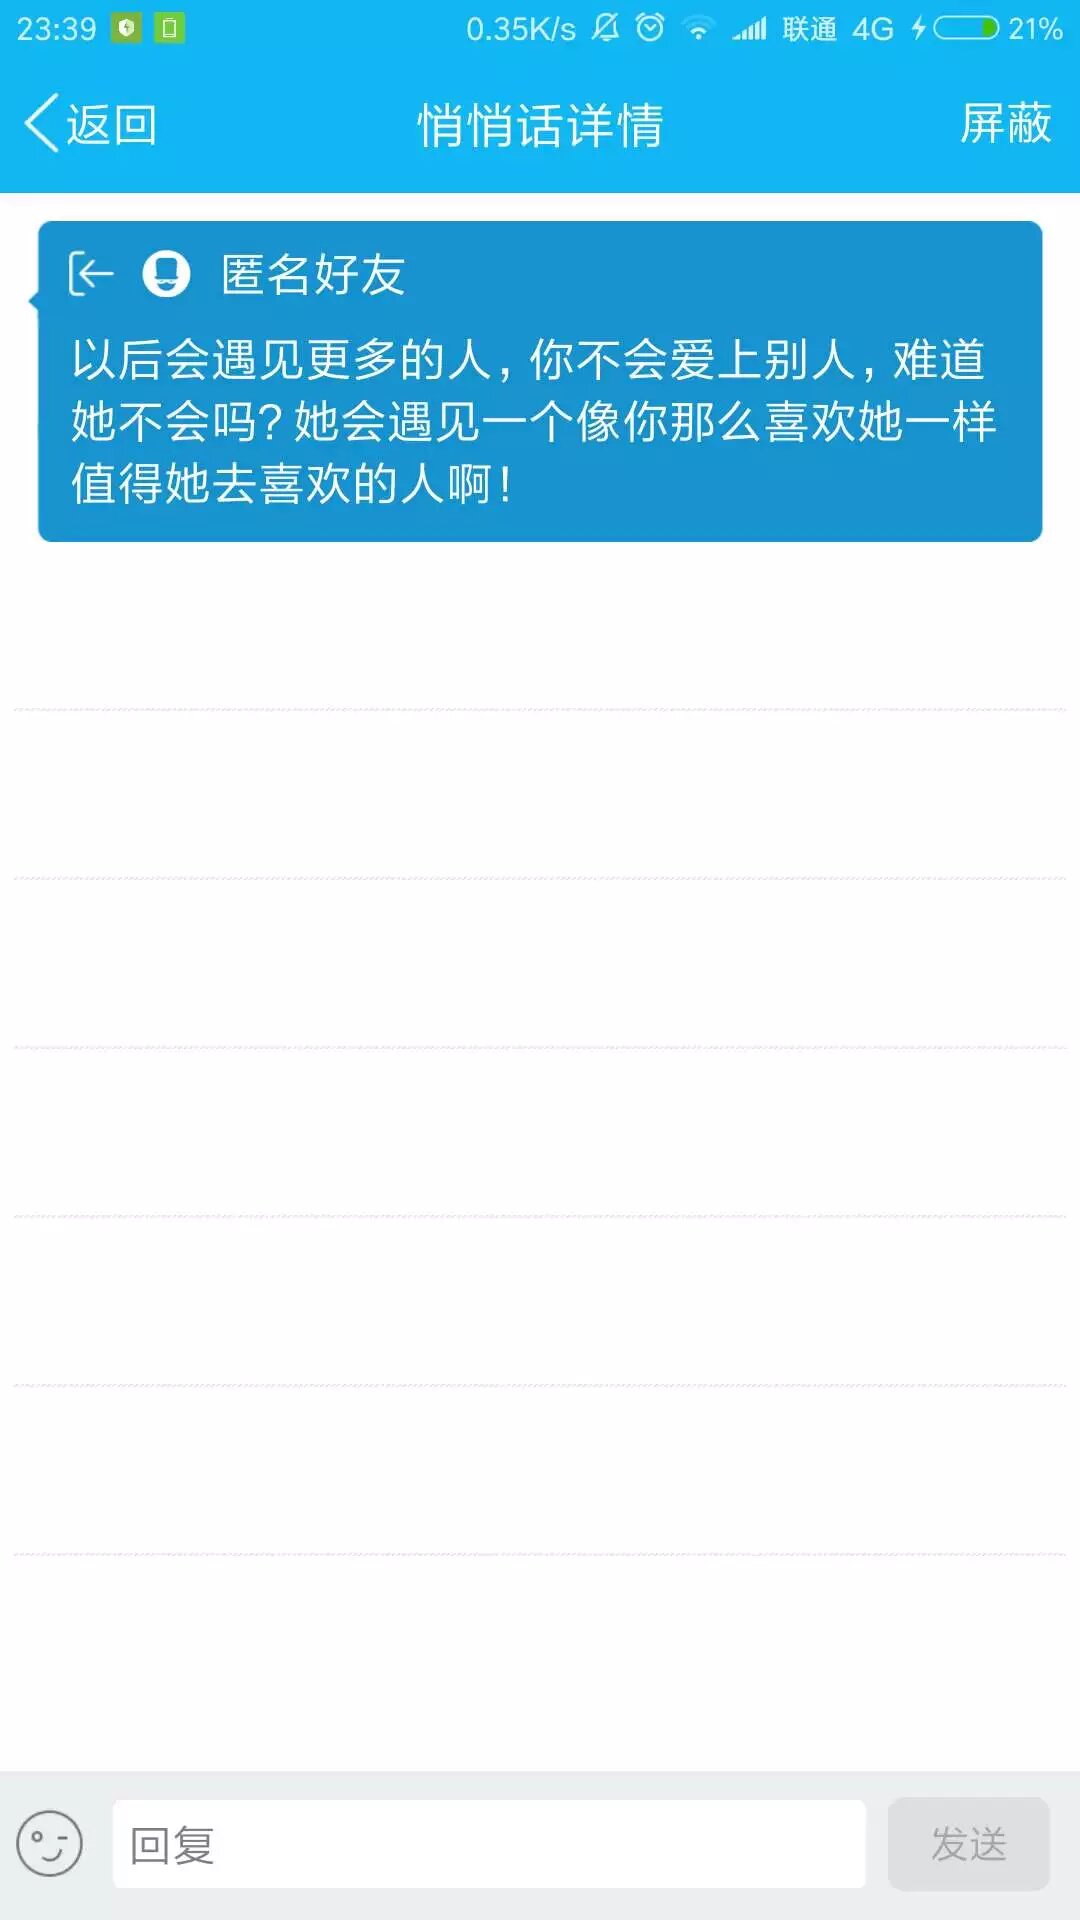 23:39 0.35K/s 联通 4G 21%
返回 悄悄话详情 屏蔽
匿名好友
以后会遇见更多的人，你不会爱上别人，难道
她不会吗？她会遇见一个像你那么喜欢她一样
值得她去喜欢的人啊！
回复 发送